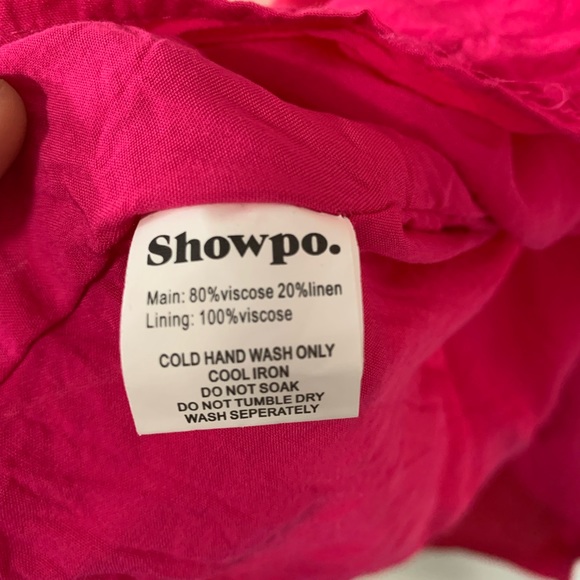 Showpo.
Main: 80%viscose 20%linen
Lining: 100%viscose
COLD HAND WASH ONLY
COOL IRON
DO NOT SOAK
DO NOT TUMBLE DRY
WASH SEPERATELY